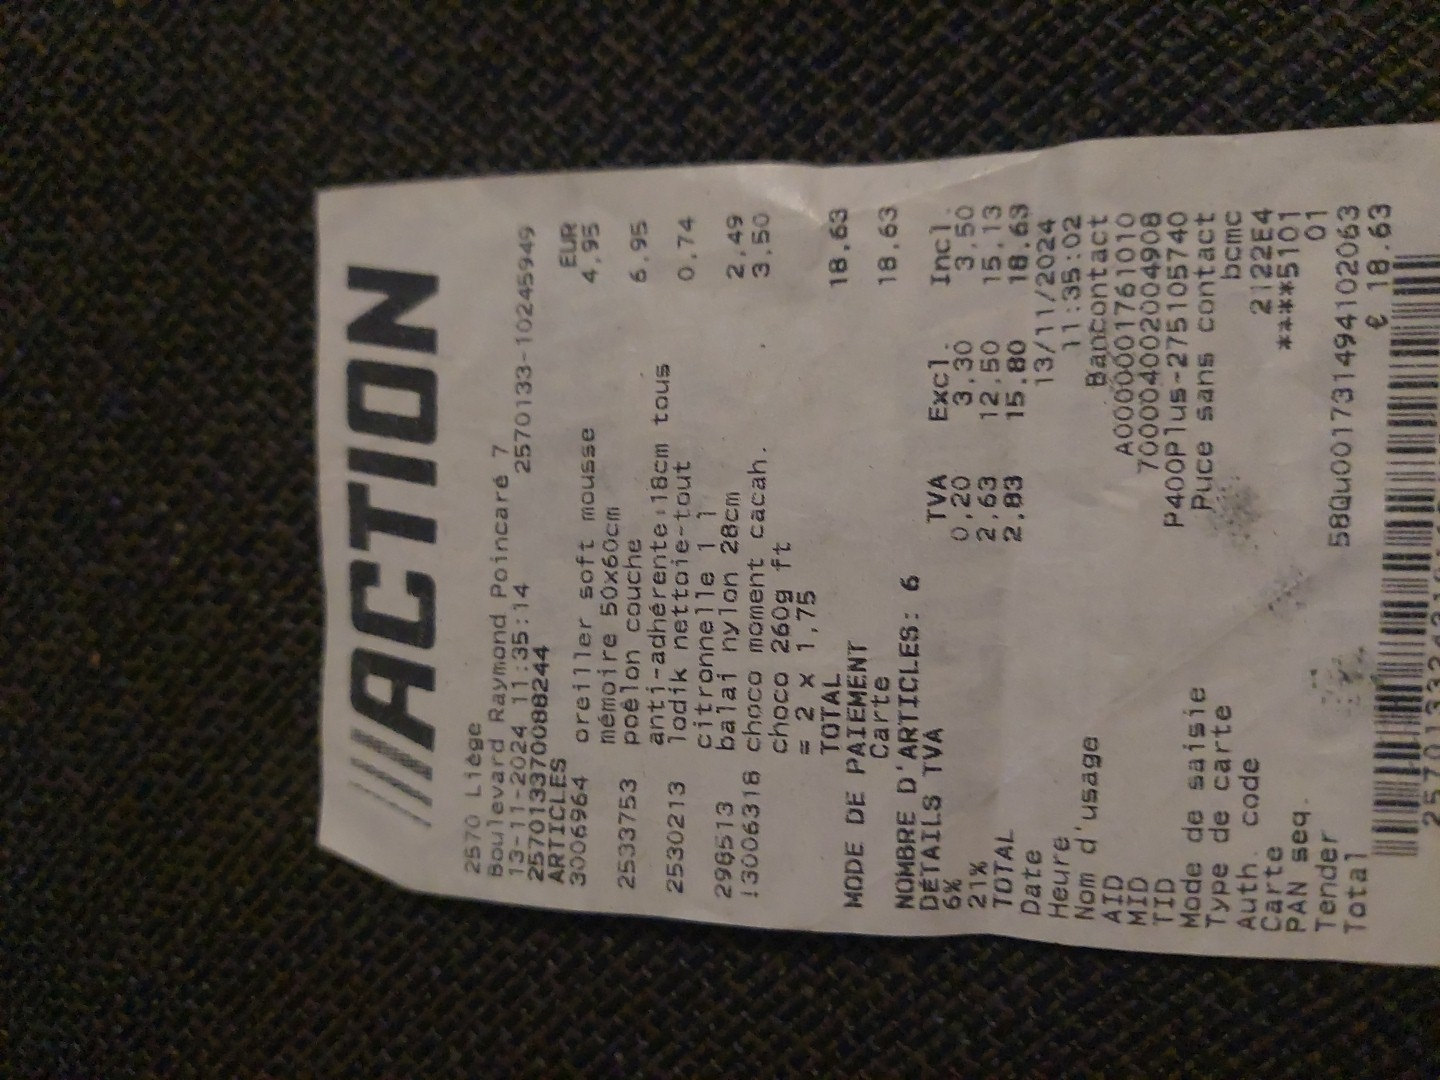 ACTION
2570 Liège
Boulevard Raymond Poincaré 7
13-11-2024 11:35:14 2570133-10245949
257013370088244
ARTICLES EUR
3006964 oreiller soft mousse 4,95
mémoire 50x60cm
2533753 poêlon couche 6,95
anti-adhérente:18cm tous
2530213 lodik nettoie-tout 0,74
citronnelle 1 l
298513 balai nylon 28cm 2,49
!3006318 choco moment cacah. 3,50
choco 260g ft
= 2 x 1,75
TOTAL 18,63
MODE DE PAIEMENT
Carte 18,63
NOMBRE D'ARTICLES: 6
DÉTAILS TVA TVA Excl. Incl.
6% 0,20 3,30 3,50
21% 2,63 12,50 15,13
TOTAL 2,83 15,80 18,63
Date 13/11/2024
Heure 11:35:02
Nom d'usage Bancontact
AID A0000001761010
MID 700004002004908
TID P400Plus-275105740
Mode de saisie Puce sans contact
Type de carte bcmc
Auth. code 2122E4
Carte ****5101
PAN seq. 01
Tender 58Qu001731494102063
Total € 18.63